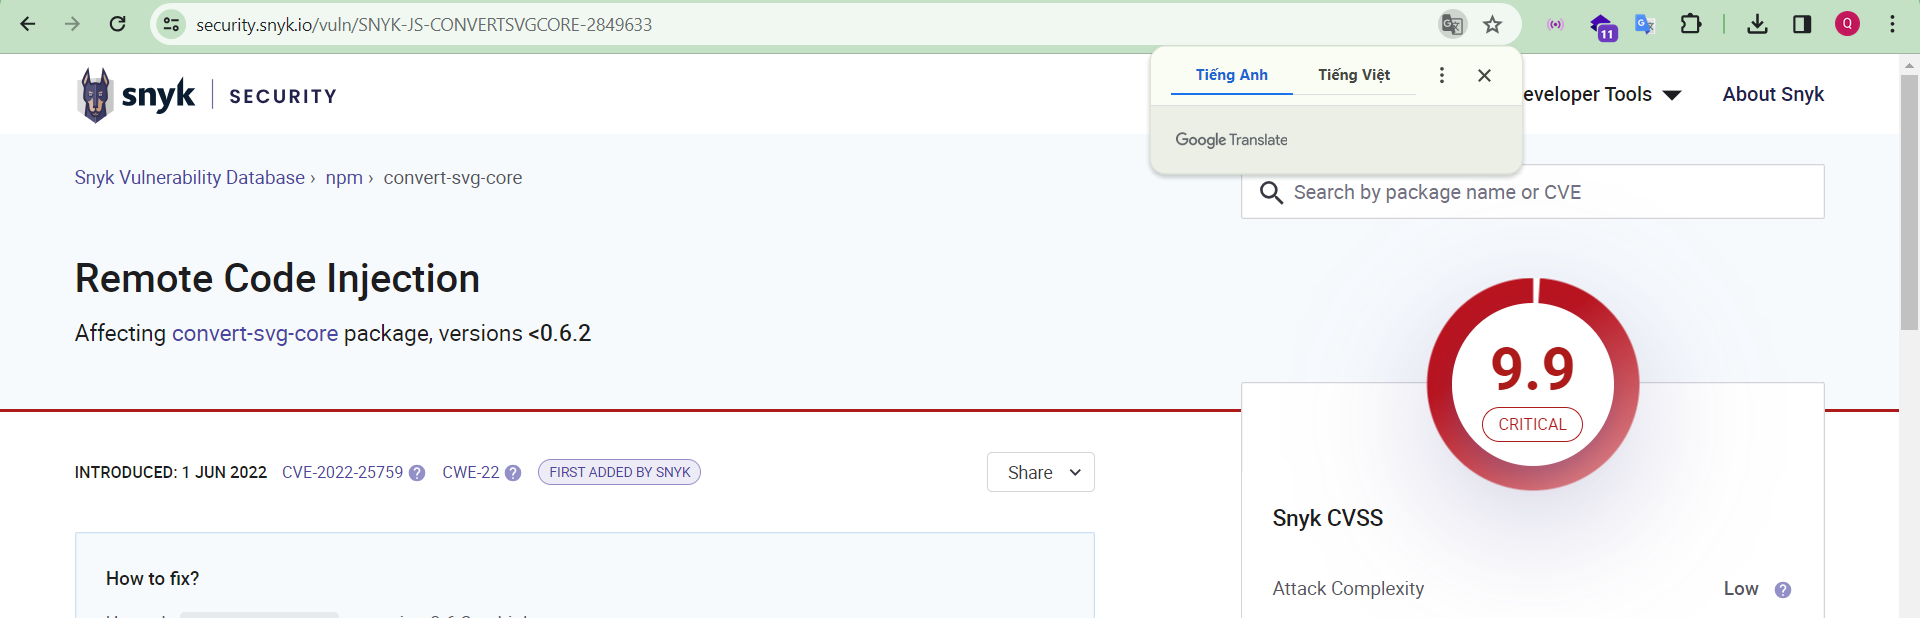 security.snyk.io/vuln/SNYK-JS-CONVERTSVGCORE-2849633
11
G
Q
Tiếng Anh
Tiếng Việt
Google Translate
snyk SECURITY
eveloper Tools
About Snyk
Snyk Vulnerability Database › npm › convert-svg-core
Search by package name or CVE
Remote Code Injection
Affecting convert-svg-core package, versions <0.6.2
9.9
CRITICAL
INTRODUCED: 1 JUN 2022 CVE-2022-25759 ? CWE-22 ? FIRST ADDED BY SNYK
Share
Snyk CVSS
How to fix?
Attack Complexity
Low ?